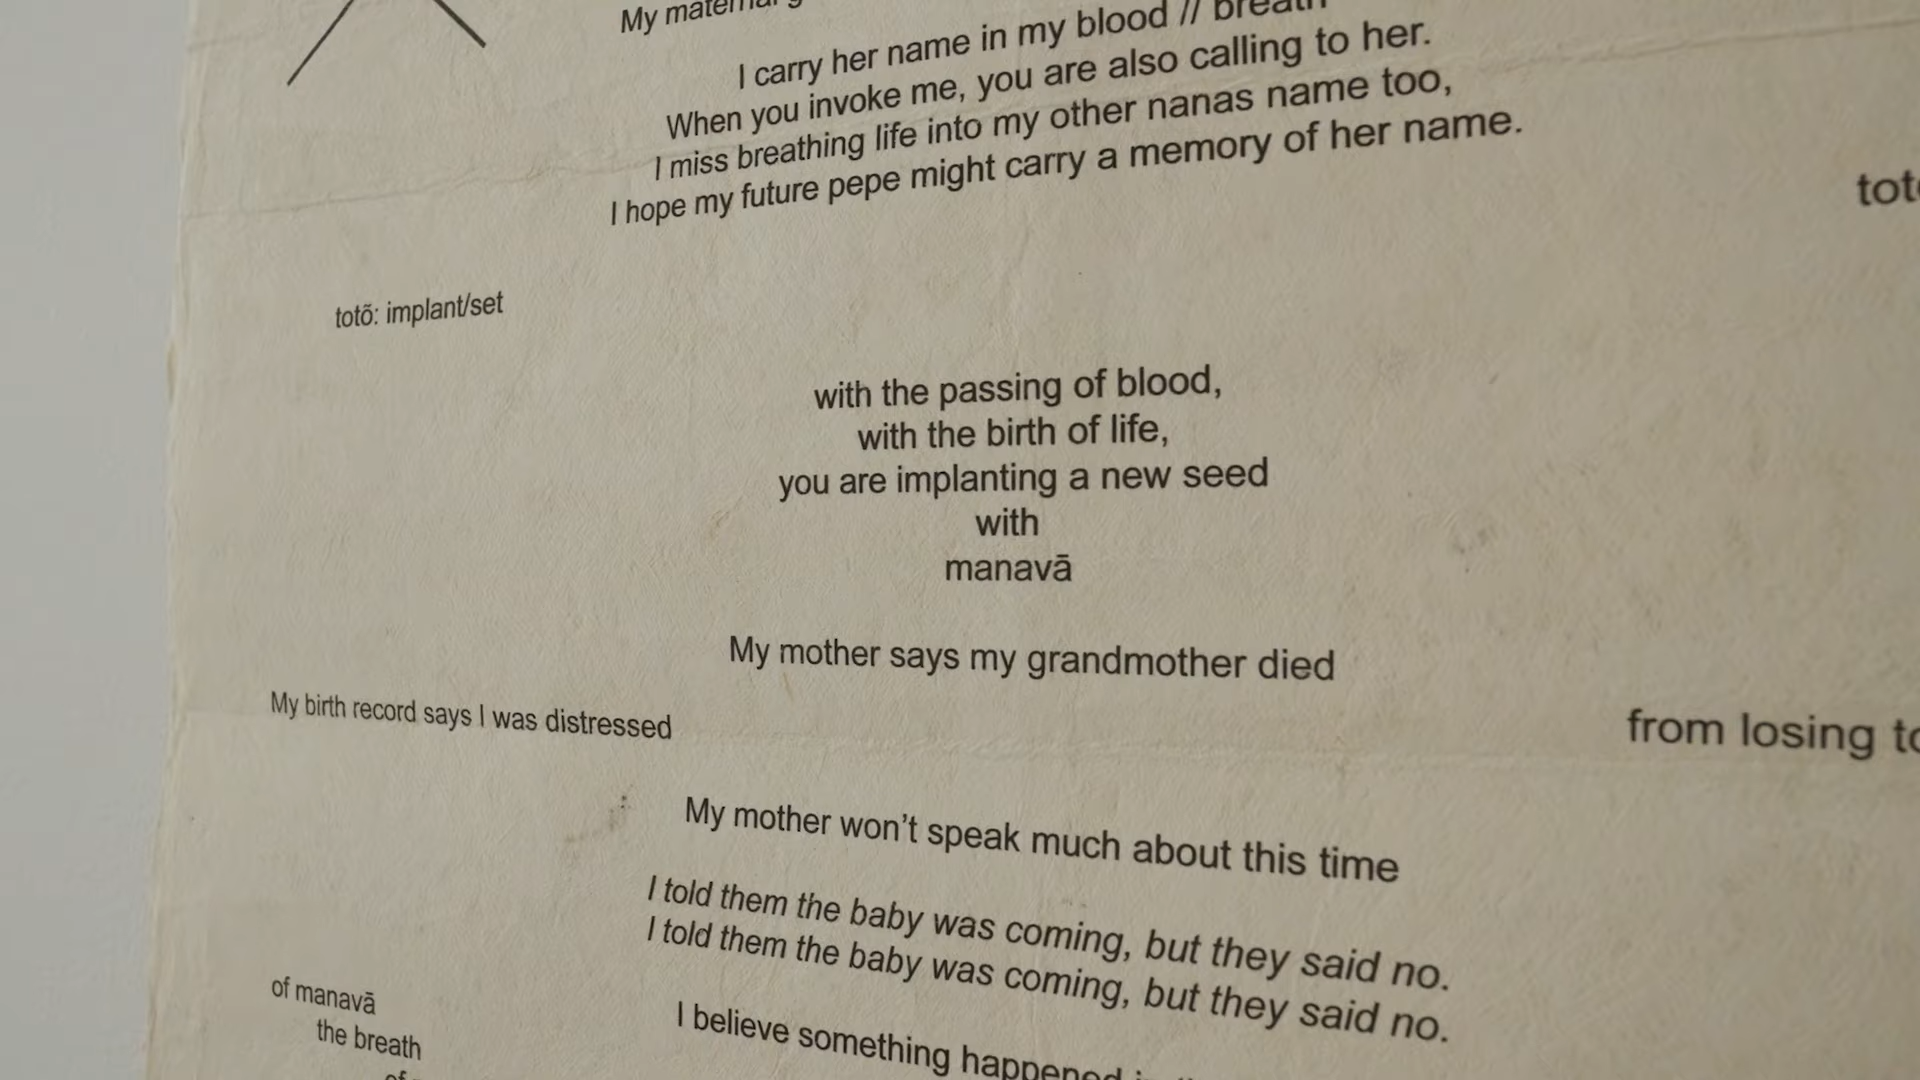 My maternal
I carry her name in my blood // breath
When you invoke me, you are also calling to her.
I miss breathing life into my other nanas name too,
I hope my future pepe might carry a memory of her name.
totõ: implant/set
with the passing of blood,
with the birth of life,
you are implanting a new seed
with
manavā
My mother says my grandmother died
My birth record says I was distressed
from losing
My mother won't speak much about this time
I told them the baby was coming, but they said no.
I told them the baby was coming, but they said no.
I believe something happened
of manavā
the breath